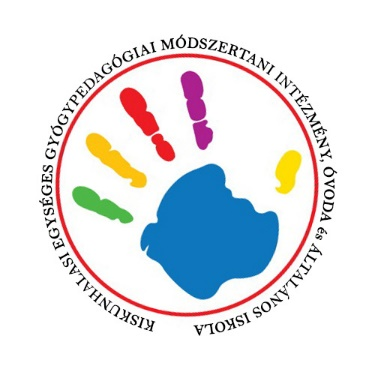 KISKUNHALASI EGYSÉGES GYÓGYPEDAGÓGIAI MÓDSZERTANI INTÉZMÉNY, ÓVODA és ÁLTALÁNOS ISKOLA